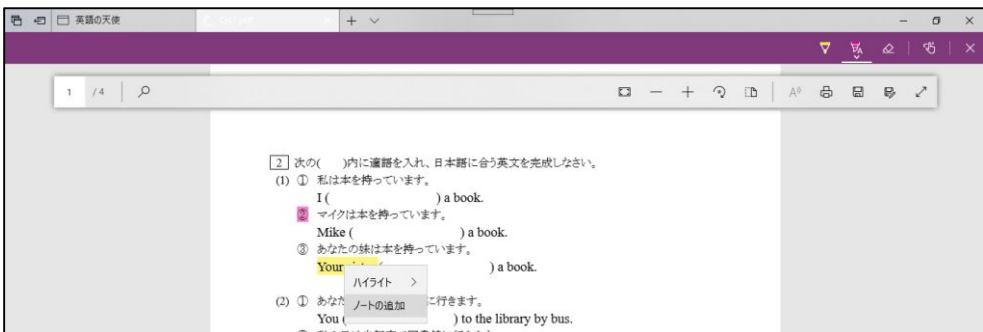 英語の天使
1 /4
2 次の( )内に適語を入れ、日本語に合う英文を完成しなさい。
(1) ① 私は本を持っています。
I ( ) a book.
② マイクは本を持っています。
Mike ( ) a book.
③ あなたの妹は本を持っています。
Your ( ) a book.
ハイライト >
(2) ① あなた に行きます。
ノートの追加
You ( ) to the library by bus.